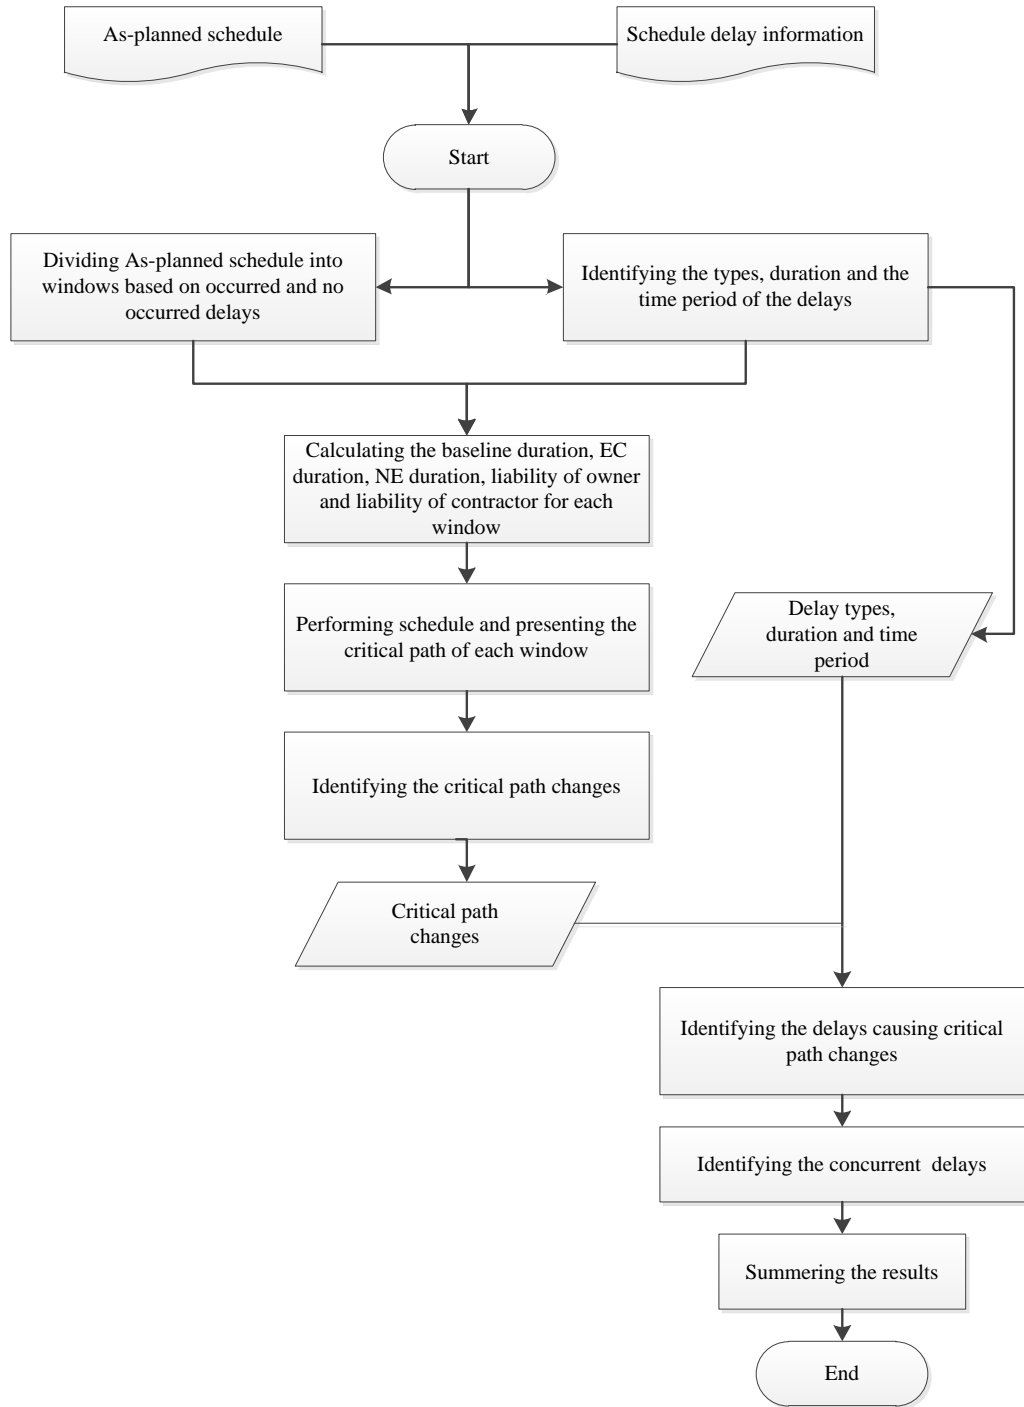 As-planned schedule
Schedule delay information
Start
Dividing As-planned schedule into
windows based on occurred and no
occurred delays
Identifying the types, duration and the
time period of the delays
Calculating the baseline duration, EC
duration, NE duration, liability of owner
and liability of contractor for each
window
Performing schedule and presenting the
critical path of each window
Delay types,
duration and time
period
Identifying the critical path changes
Critical path
changes
Identifying the delays causing critical
path changes
Identifying the concurrent  delays
Summering the results
End